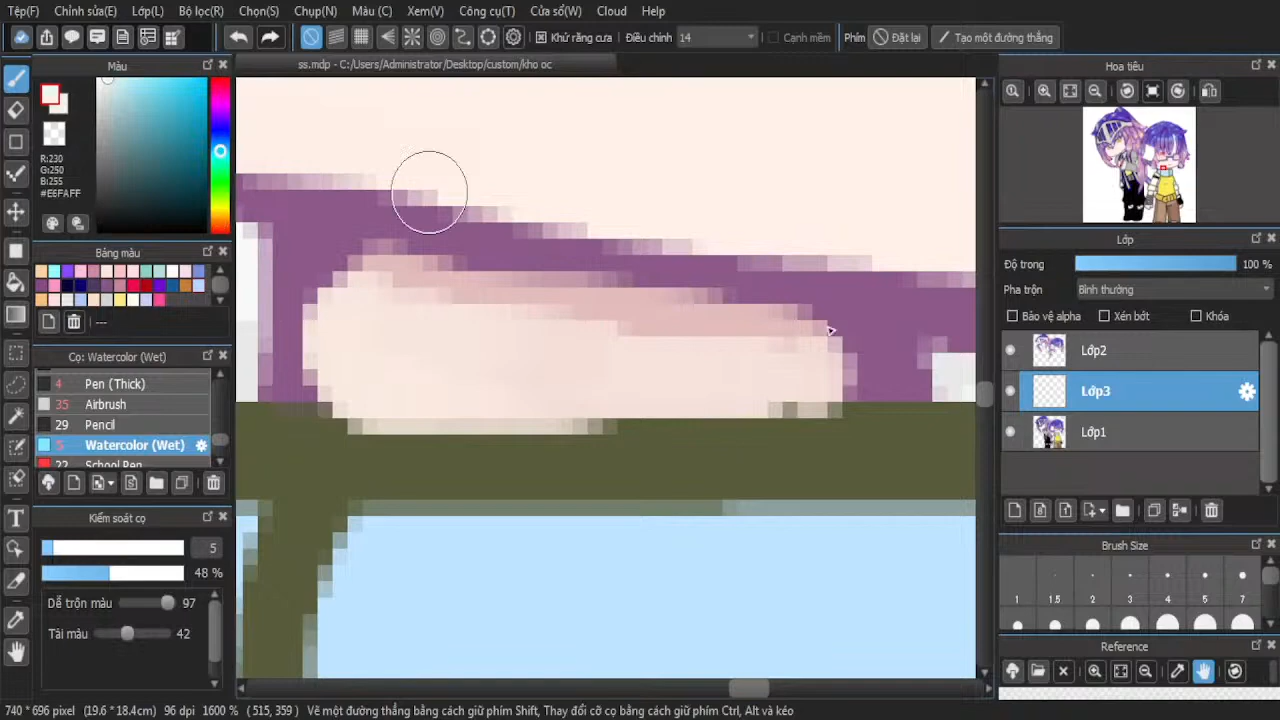 Tệp(F) Chỉnh sửa(E) Lớp(L) Bộ lọc(R) Chọn(S) Chụp(N) Màu (C) Xem(V) Công cụ(T) Cửa sổ(W) Cloud Help
Khử răng cưa Điều chỉnh 14 Cạnh mềm Phím Đặt lại Tạo một đường thẳng
Màu
ss.mdp - C:/Users/Administrator/Desktop/custom/kho oc
Hoa tiêu
R:230
G:250
B:255
#E6FAFF
Bảng màu
---
Cọ: Watercolor (Wet)
4 Pen (Thick)
35 Airbrush
29 Pencil
5 Watercolor (Wet)
22 School Pen
Kiểm soát cọ
5
48 %
Dễ trộn màu 97
Tải màu 42
Lớp
Độ trong 100 %
Pha trộn Bình thường
Bảo vệ alpha Xén bớt Khóa
Lớp2
Lớp3
Lớp1
Brush Size
1 1.5 2 3 4 5 7
Reference
740 * 696 pixel (19.6 * 18.4cm) 96 dpi 1600 % ( 515, 359 ) Vẽ một đường thẳng bằng cách giữ phím Shift, Thay đổi cỡ cọ bằng cách giữ phím Ctrl, Alt và kéo